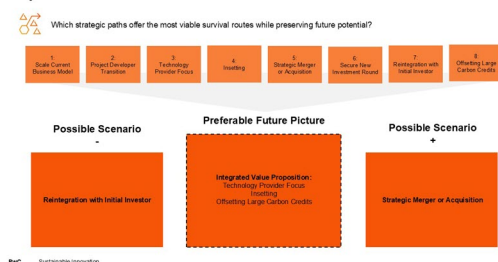 Which strategic paths offer the most viable survival routes while preserving future potential?
1.
Scale Current
Business Model
2.
Project Developer
Transition
3.
Technology
Provider Focus
4.
Insetting
5.
Strategic Merger
or Acquisition
6.
Secure New
Investment Round
7.
Reintegration with
Initial Investor
8.
Offsetting Large
Carbon Credits
Possible Scenario
-
Preferable Future Picture
Possible Scenario
+
Reintegration with Initial Investor
Integrated Value Proposition:
Technology Provider Focus
Insetting
Offsetting Large Carbon Credits
Strategic Merger or Acquisition
PwC
Sustainable Innovation